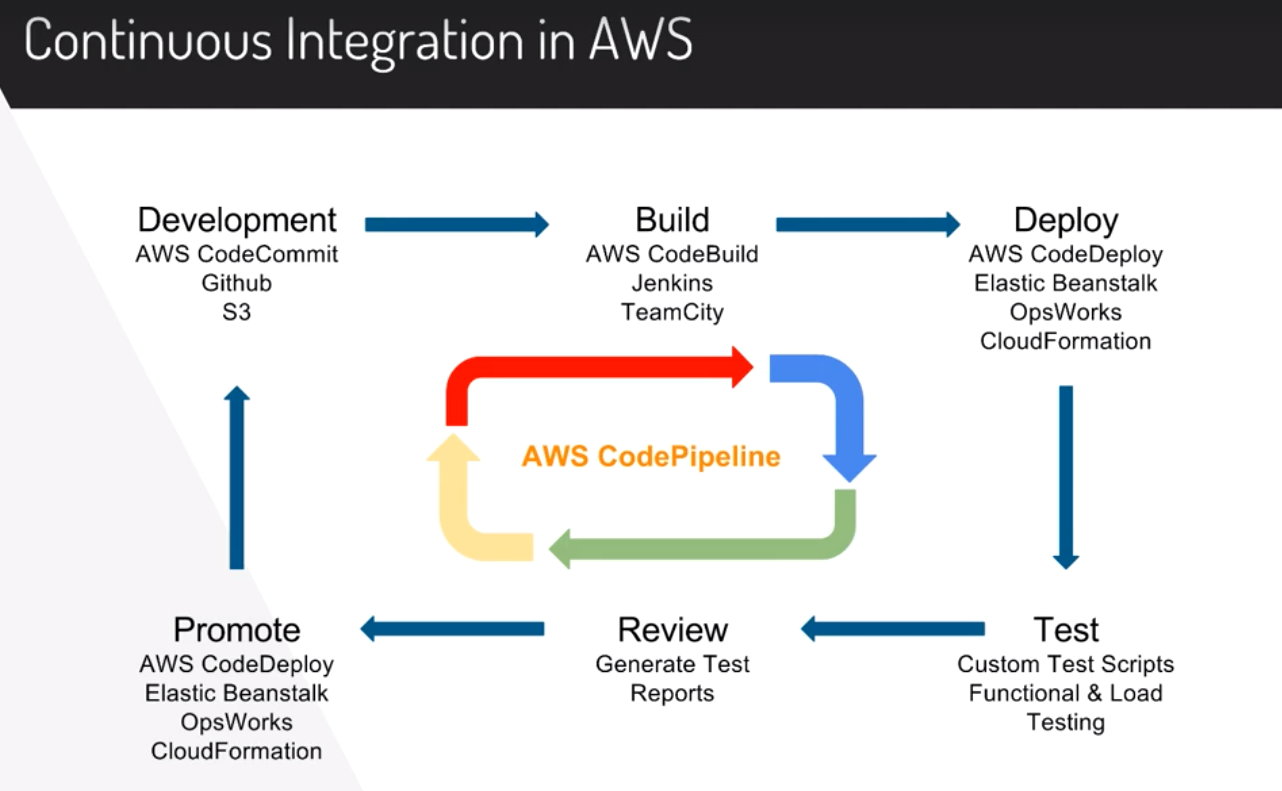 Continuous Integration in AWS
Development
AWS CodeCommit
Github
S3
Build
AWS CodeBuild
Jenkins
TeamCity
Deploy
AWS CodeDeploy
Elastic Beanstalk
OpsWorks
CloudFormation
AWS CodePipeline
Promote
AWS CodeDeploy
Elastic Beanstalk
OpsWorks
CloudFormation
Review
Generate Test
Reports
Test
Custom Test Scripts
Functional & Load
Testing